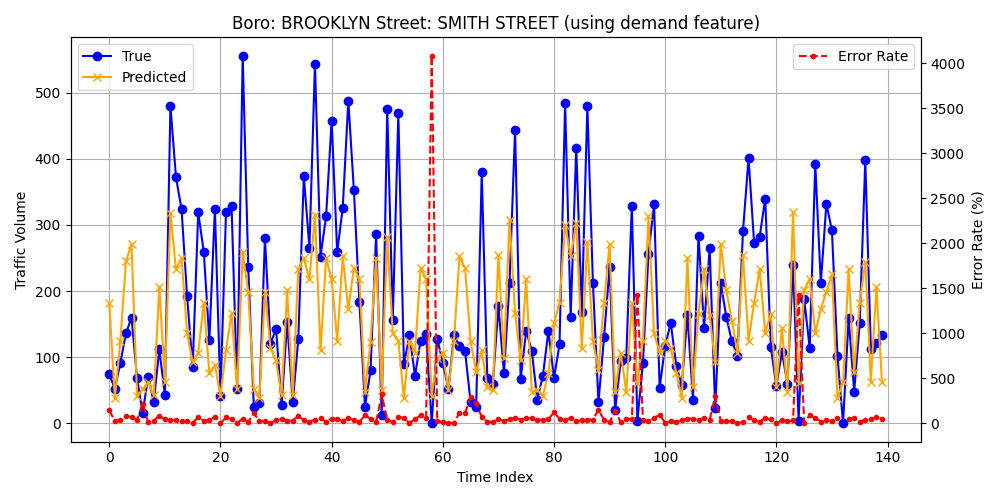 Boro: BROOKLYN Street: SMITH STREET (using demand feature)
True
Predicted
Error Rate
Traffic Volume
500
400
300
200
100
0
4000
3500
3000
2500
2000
1500
1000
500
0
Error Rate (%)
0 20 40 60 80 100 120 140
Time Index